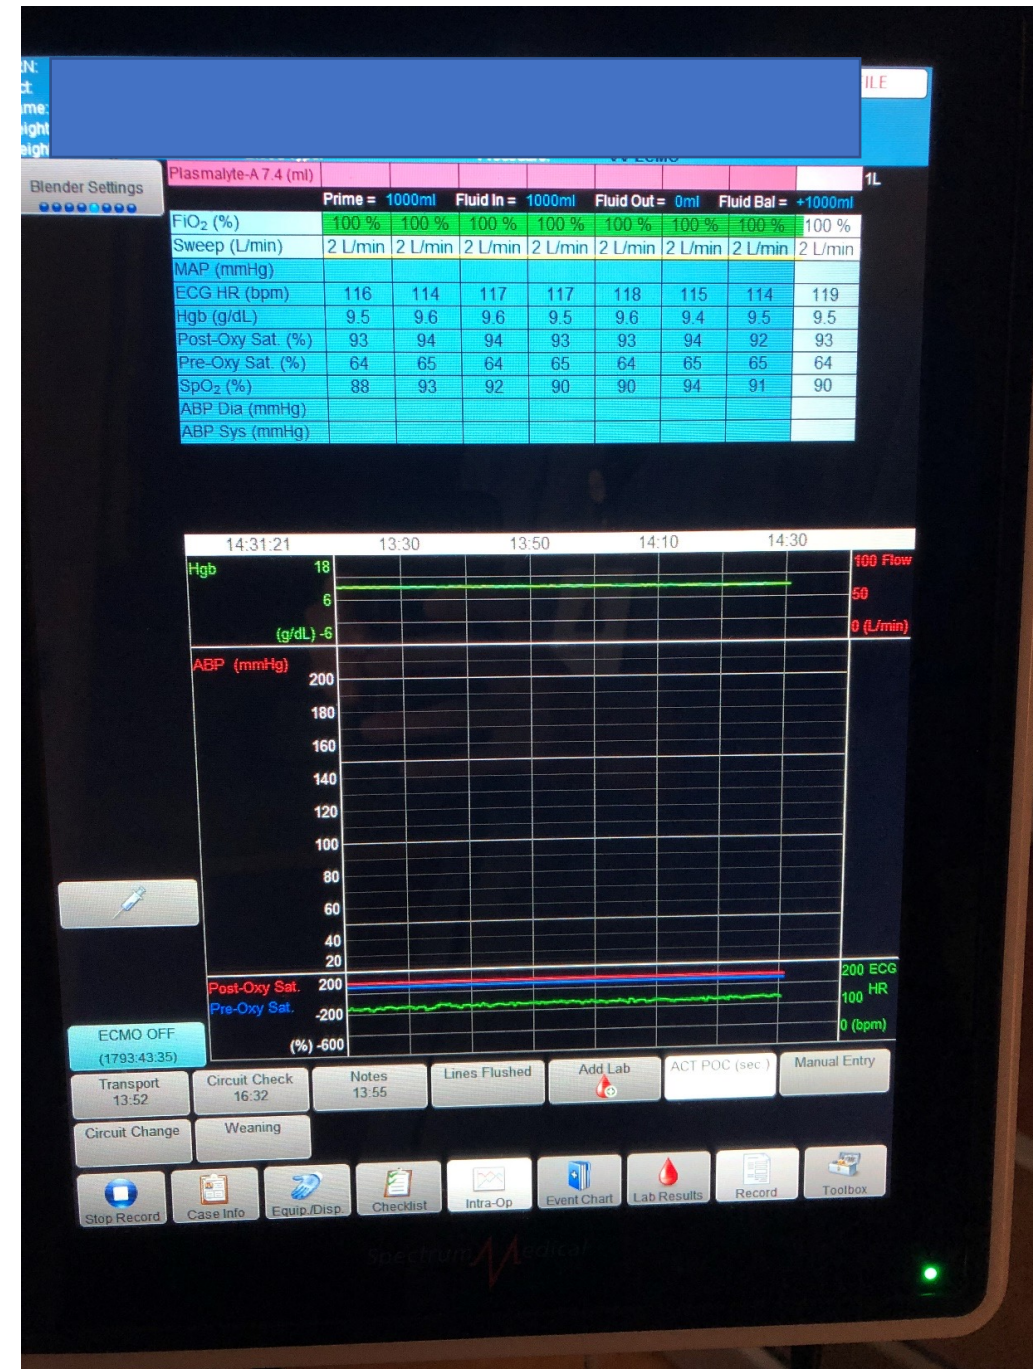 N:
ct
ame:
ILE
eight
eigh
VV ECMO
Blender Settings
Plasmalyte-A 7.4 (ml) 1L
Prime = 1000ml Fluid In = 1000ml Fluid Out = 0ml Fluid Bal = +1000ml
FiO₂ (%) 100 % 100 % 100 % 100 % 100 % 100 % 100 % 100 %
Sweep (L/min) 2 L/min 2 L/min 2 L/min 2 L/min 2 L/min 2 L/min 2 L/min 2 L/min
MAP (mmHg)
ECG HR (bpm) 116 114 117 117 118 115 114 119
Hgb (g/dL) 9.5 9.6 9.6 9.5 9.6 9.4 9.5 9.5
Post-Oxy Sat. (%) 93 94 94 93 93 94 92 93
Pre-Oxy Sat. (%) 64 65 64 65 64 65 65 64
SpO₂ (%) 88 93 92 90 90 94 91 90
ABP Dia (mmHg)
ABP Sys (mmHg)
14:31:21 13:30 13:50 14:10 14:30
Hgb 18 100 Flow
6 50
(g/dL) -6 0 (L/min)
ABP (mmHg)
200
180
160
140
120
100
80
60
40
20
Post-Oxy Sat. 200 200 ECG
Pre-Oxy Sat. -200 100 HR
(%) -600 0 (bpm)
ECMO OFF
(1793:43:35)
Transport
13:52
Circuit Check
16:32
Notes
13:55
Lines Flushed
Add Lab
ACT POC (sec.)
Manual Entry
Circuit Change
Weaning
Stop Record
Case Info
Equip./Disp.
Checklist
Intra-Op
Event Chart
Lab Results
Record
Toolbox
Spectrum Medical